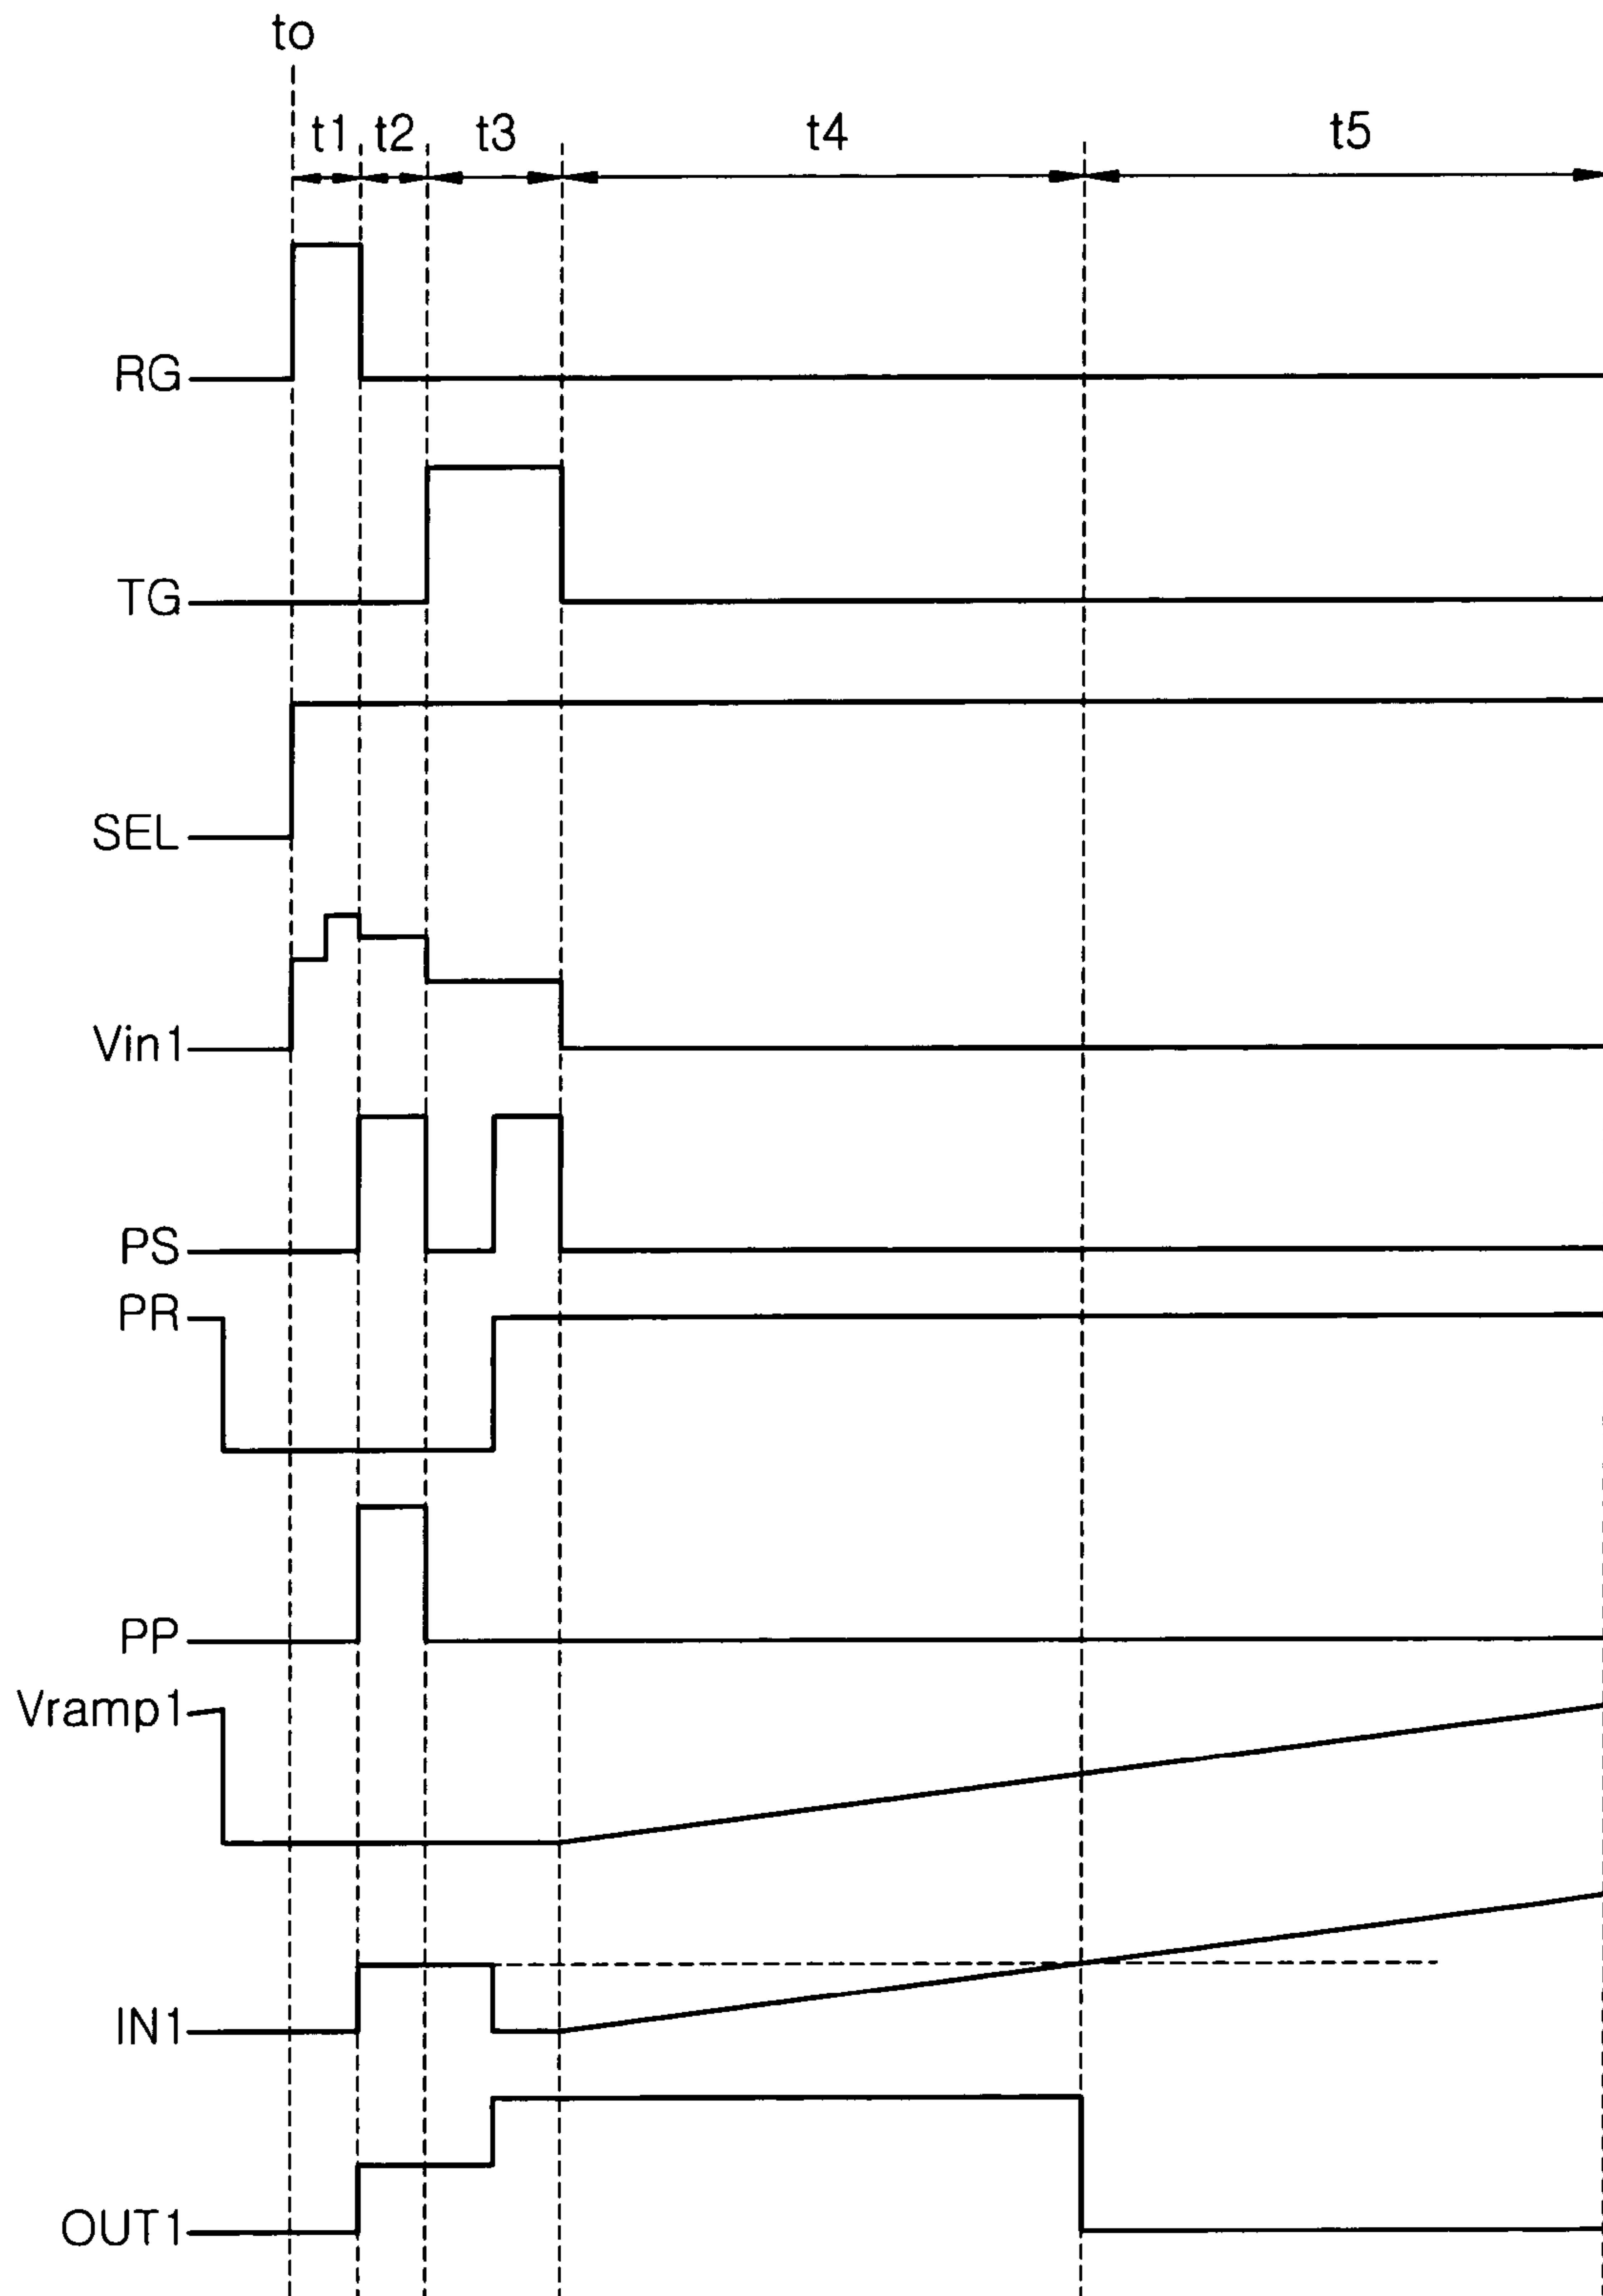 to
t1 t2 t3 t4 t5
RG
TG
SEL
Vin1
PS
PR
PP
Vramp1
IN1
OUT1